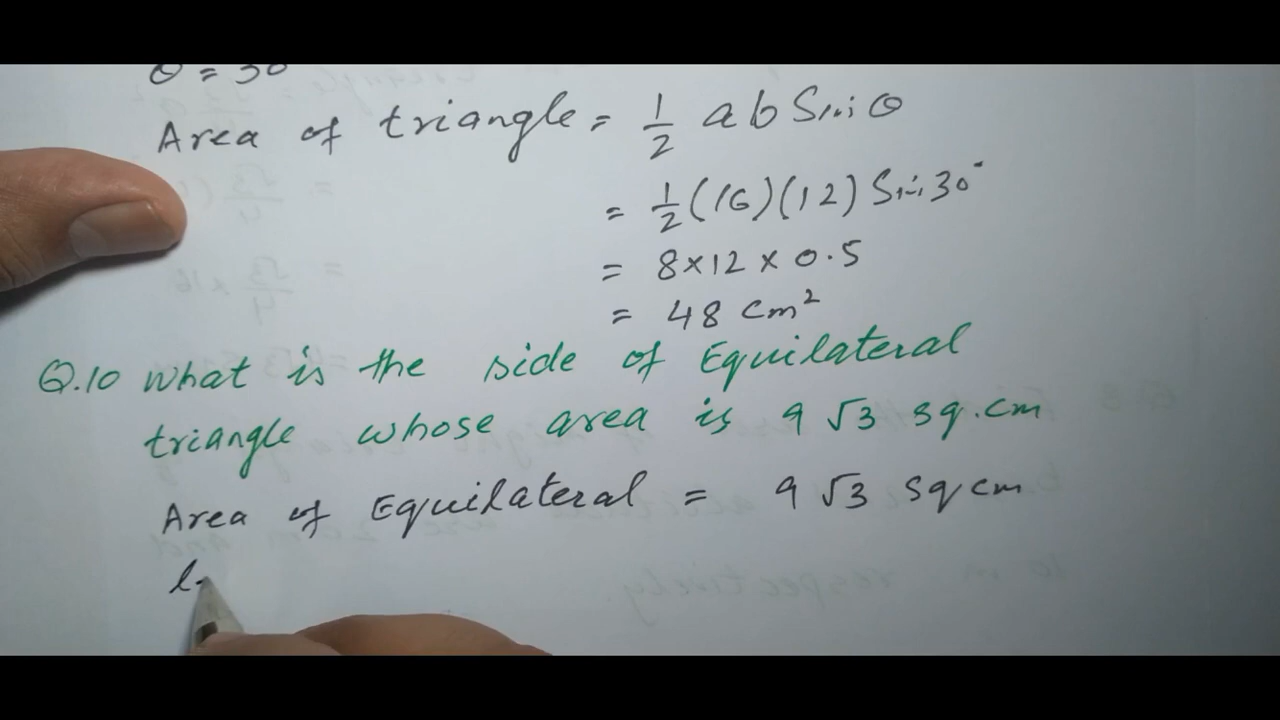 θ = 30
Area of triangle = 1/2 a b Sin θ
= 1/2 (16)(12) Sin 30°
= 8×12 × 0.5
= 48 cm²
Q.10 What is the side of Equilateral
triangle whose area is 9 √3 sq.cm
Area of Equilateral = 9 √3 sq cm